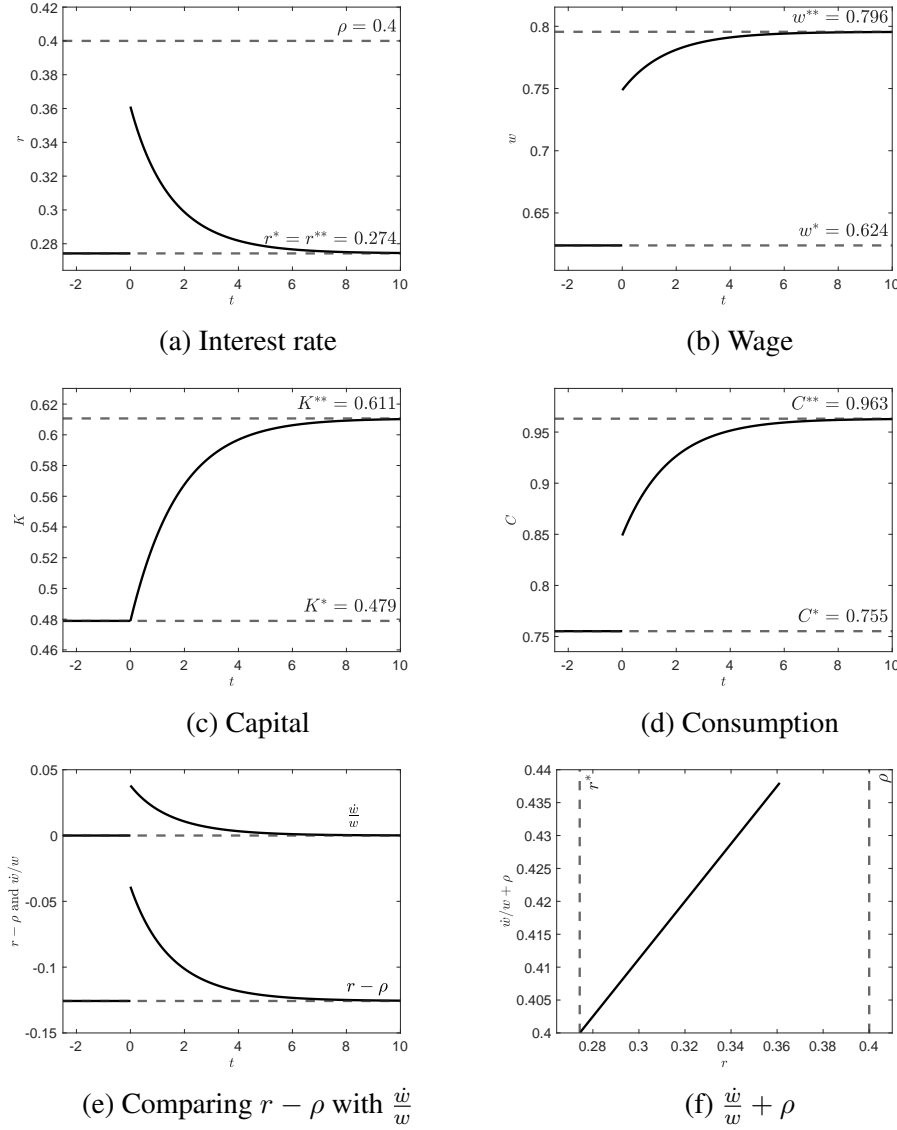 0.42
ρ = 0.4
0.4
0.36
r
0.34
0.3
r* = r** = 0.274
0.28
-2 0 2 4 6 8 10
t
(a) Interest rate
w** = 0.796
0.8
0.75
w
0.7
0.65
w* = 0.624
-2 0 2 4 6 8 10
t
(b) Wage
0.62
K** = 0.611
0.6
0.58
0.56
K
0.54
0.52
0.5
K* = 0.479
0.48
0.46
-2 0 2 4 6 8 10
t
(c) Capital
C** = 0.963
0.95
0.9
C
0.85
0.8
C* = 0.755
0.75
-2 0 2 4 6 8 10
t
(d) Consumption
0.05
ẇ/w
0
r − ρ and ẇ/w
-0.05
-0.1
r − ρ
-0.15
-2 0 2 4 6 8 10
t
(e) Comparing r − ρ with ẇ/w
0.44
r*
ρ
0.435
0.43
0.425
ẇ/w + ρ
0.42
0.415
0.41
0.405
0.4
0.28 0.3 0.32 0.34 0.36 0.38 0.4
r
(f) ẇ/w + ρ